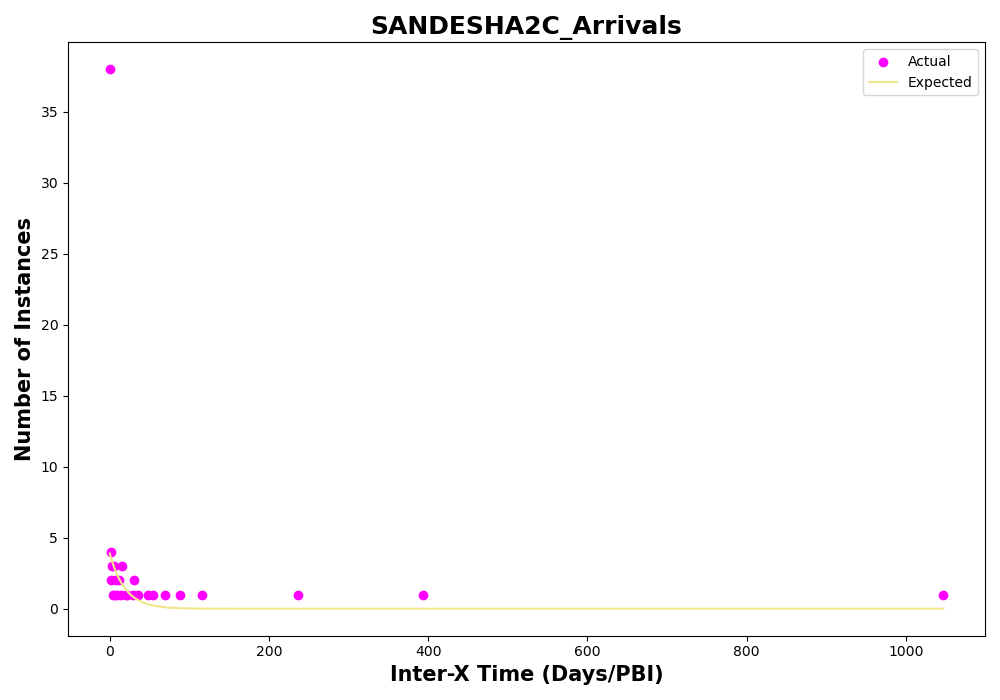 SANDESHA2C_Arrivals
Actual
Expected
Number of Instances
35
30
25
20
15
10
5
0
0 200 400 600 800 1000
Inter-X Time (Days/PBI)